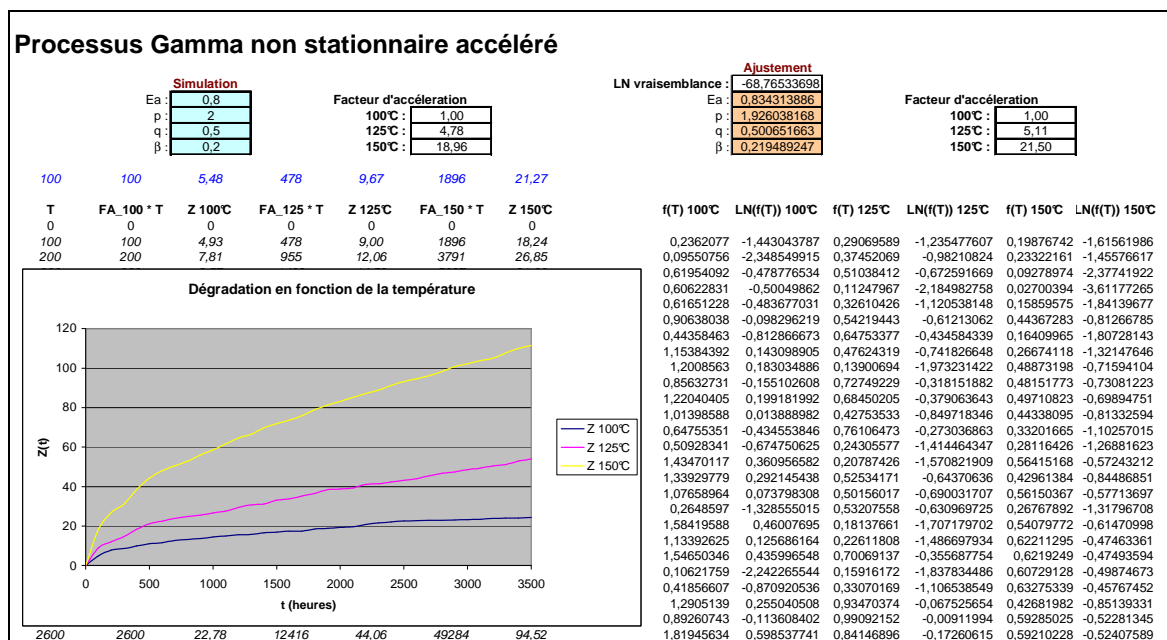 Processus Gamma non stationnaire accéléré
Simulation
Ea : 0,8
p : 2
q : 0,5
β : 0,2
Facteur d'accéleration
100°C : 1,00
125°C : 4,78
150°C : 18,96
Ajustement
LN vraisemblance : -68,76533698
Ea : 0,834313886
p : 1,926038168
q : 0,500651663
β : 0,219489247
Facteur d'accéleration
100°C : 1,00
125°C : 5,11
150°C : 21,50
100 100 5,48 478 9,67 1896 21,27
T FA_100 * T Z 100°C FA_125 * T Z 125°C FA_150 * T Z 150°C
0 0 0 0 0 0 0
100 100 4,93 478 9,00 1896 18,24
200 200 7,81 955 12,06 3791 26,85
Dégradation en fonction de la température
Z(t)
120
100
80
60
40
20
0
0 500 1000 1500 2000 2500 3000 3500
t (heures)
Z 100°C
Z 125°C
Z 150°C
2600 2600 22,78 12416 44,06 49284 94,52
f(T) 100°C LN(f(T)) 100°C f(T) 125°C LN(f(T)) 125°C f(T) 150°C LN(f(T)) 150°C
0,2362077 -1,443043787 0,29069589 -1,235477607 0,19876742 -1,61561986
0,09550756 -2,348549915 0,37452069 -0,98210824 0,23322161 -1,45576617
0,61954092 -0,478776534 0,51038412 -0,672591669 0,09278974 -2,37741922
0,60622831 -0,50049862 0,11247967 -2,184982758 0,02700394 -3,61177265
0,61651228 -0,483677031 0,32610426 -1,120538148 0,15859575 -1,84139677
0,90638038 -0,098296219 0,54219443 -0,61213062 0,44367283 -0,81266785
0,44358463 -0,812866673 0,64753377 -0,434584339 0,16409965 -1,80728143
1,15384392 0,143098905 0,47624319 -0,741826648 0,26674118 -1,32147646
1,2008563 0,183034886 0,13900694 -1,973231422 0,48873198 -0,71594104
0,85632731 -0,155102608 0,72749229 -0,318151882 0,48151773 -0,73081223
1,22040405 0,199181992 0,68450205 -0,379063643 0,49710823 -0,69894751
1,01398588 0,013888982 0,42753533 -0,849718346 0,44338095 -0,81332594
0,64755351 -0,434553846 0,76106473 -0,273036863 0,33201665 -1,10257015
0,50928341 -0,674750625 0,24305577 -1,414464347 0,28116426 -1,26881623
1,43470117 0,360956582 0,20787426 -1,570821909 0,56415168 -0,57243212
1,33929779 0,292145438 0,52534171 -0,64370636 0,42961384 -0,84486851
1,07658964 0,073798308 0,50156017 -0,690031707 0,56150367 -0,57713697
0,2648597 -1,328555015 0,53207558 -0,630969725 0,26767892 -1,31796708
1,58419588 0,46007695 0,18137661 -1,707179702 0,54079772 -0,61470998
1,13392625 0,125686164 0,22611808 -1,486697934 0,62211295 -0,47463361
1,54650346 0,435996548 0,70069137 -0,355687754 0,6219249 -0,47493594
0,10621759 -2,242265544 0,15916172 -1,837834486 0,60729128 -0,49874673
0,41856607 -0,870920536 0,33070169 -1,106538549 0,63275339 -0,45767452
1,2905139 0,255040508 0,93470374 -0,067525654 0,42681982 -0,85139331
0,89260743 -0,113608402 0,99092152 -0,00911994 0,59285025 -0,52281345
1,81945634 0,598537741 0,84146896 -0,17260615 0,59210228 -0,52407589